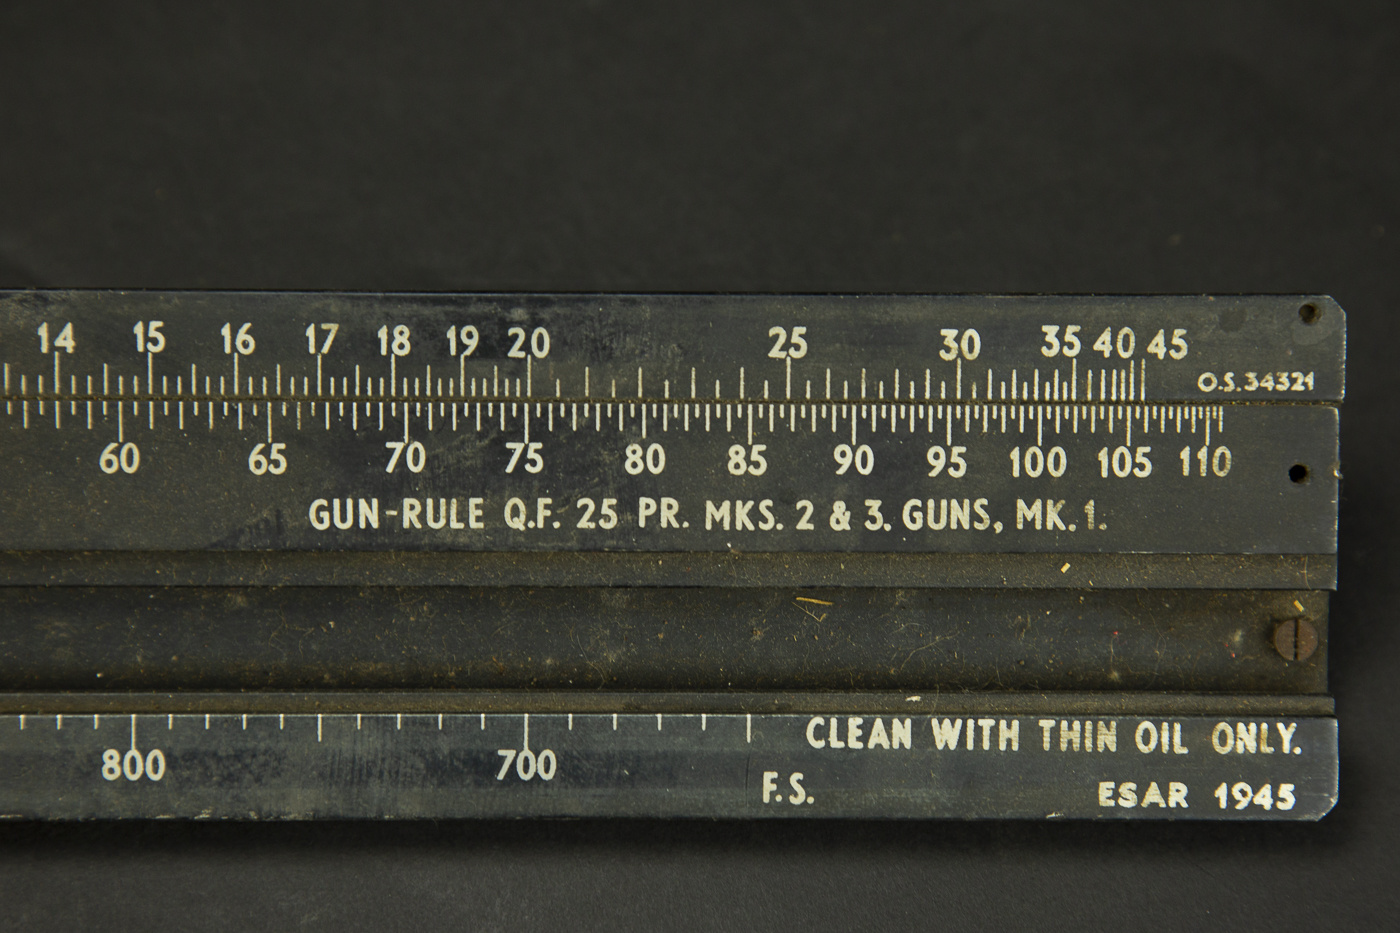 14 15 16 17 18 19 20 25 30 35 40 45
O.S.34321
60 65 70 75 80 85 90 95 100 105 110
GUN-RULE Q.F. 25 PR. MKS. 2 & 3. GUNS, MK.1.
CLEAN WITH THIN OIL ONLY.
800 700
F.S.
ESAR 1945